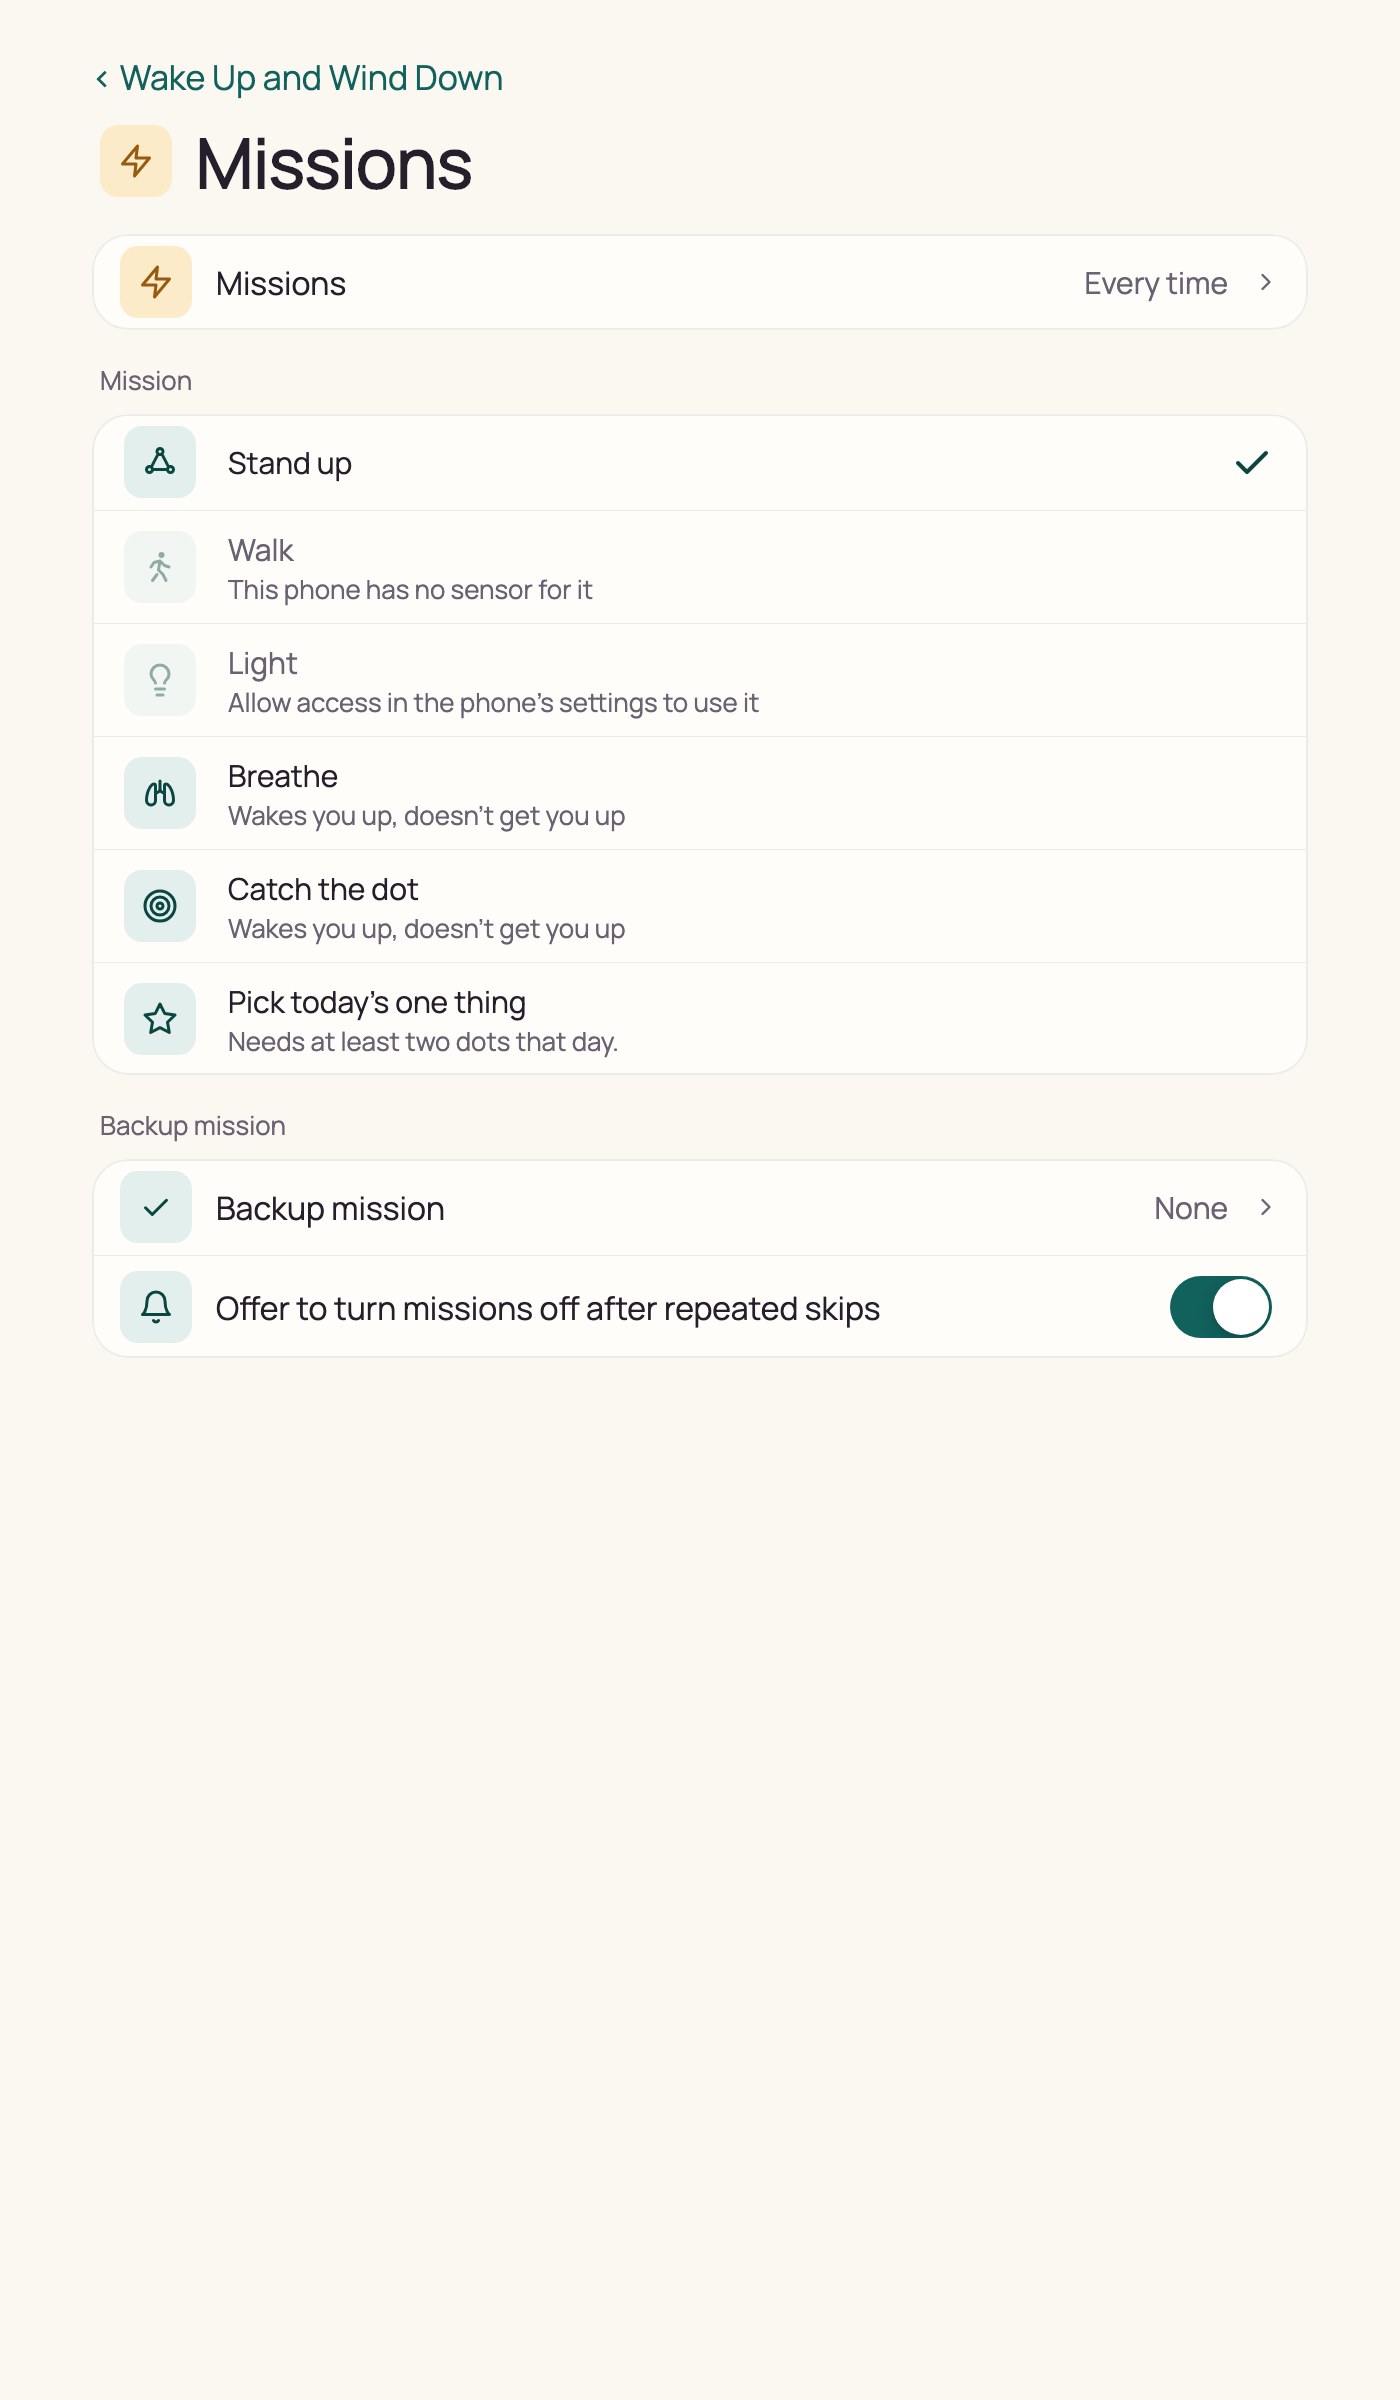 Wake Up and Wind Down
Missions
Missions
Every time
Mission
Stand up
Walk
This phone has no sensor for it
Light
Allow access in the phone’s settings to use it
Breathe
Wakes you up, doesn’t get you up
Catch the dot
Wakes you up, doesn’t get you up
Pick today’s one thing
Needs at least two dots that day.
Backup mission
Backup mission
None
Offer to turn missions off after repeated skips